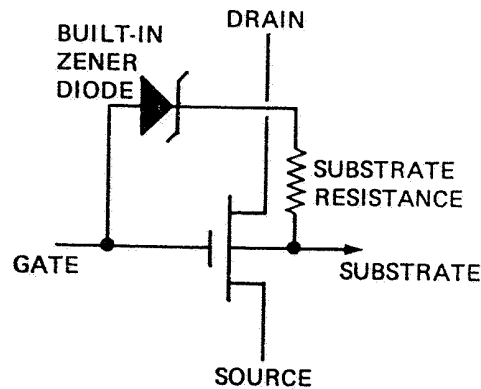 DRAIN
BUILT-IN
ZENER
DIODE
SUBSTRATE
RESISTANCE
GATE
SUBSTRATE
SOURCE